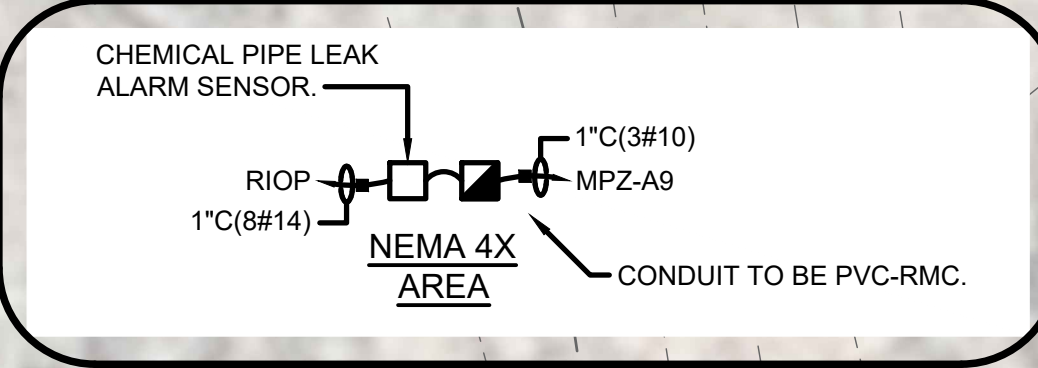 CHEMICAL PIPE LEAK
ALARM SENSOR.
1"C(3#10)
RIOP
MPZ-A9
1"C(8#14)
NEMA 4X
AREA
CONDUIT TO BE PVC-RMC.